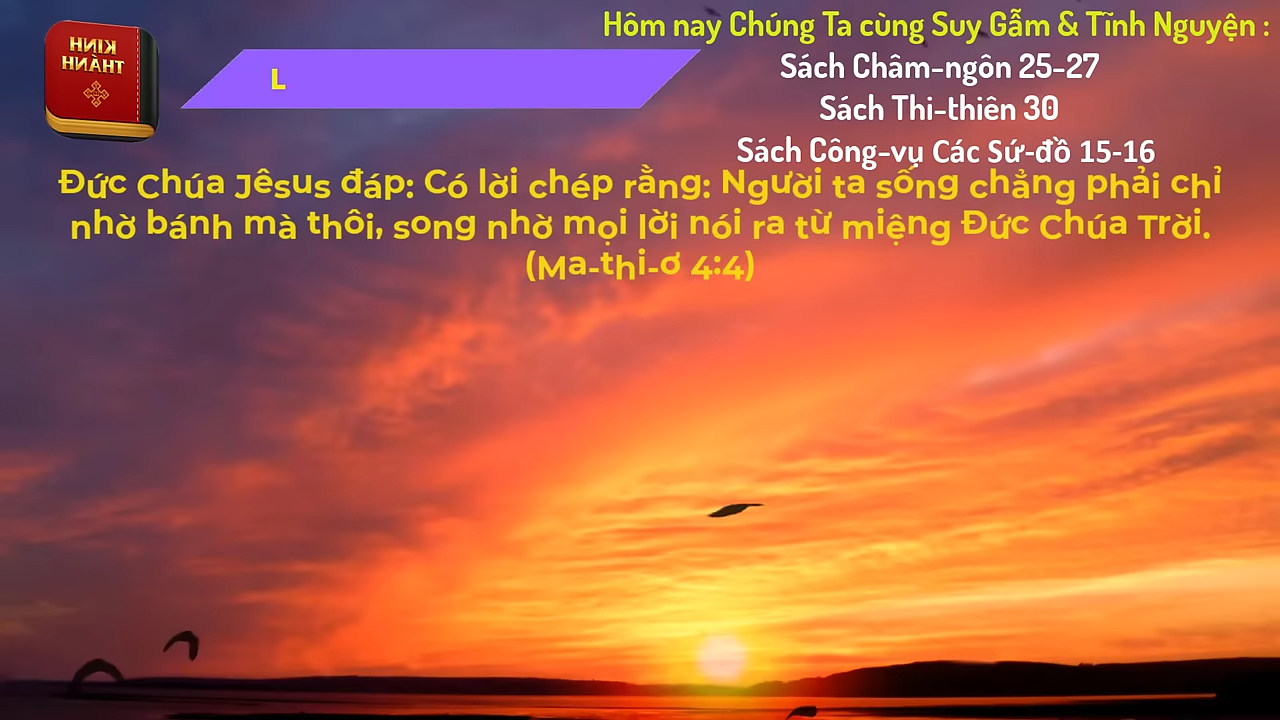 Hôm nay Chúng Ta cùng Suy Gẫm & Tĩnh Nguyện :
KINH
THÁNH
L
Sách Châm-ngôn 25-27
Sách Thi-thiên 30
Sách Công-vụ Các Sứ-đồ 15-16
Đức Chúa Jêsus đáp: Có lời chép rằng: Người ta sống chẳng phải chỉ
nhờ bánh mà thôi, song nhờ mọi lời nói ra từ miệng Đức Chúa Trời.
(Ma-thi-ơ 4:4)